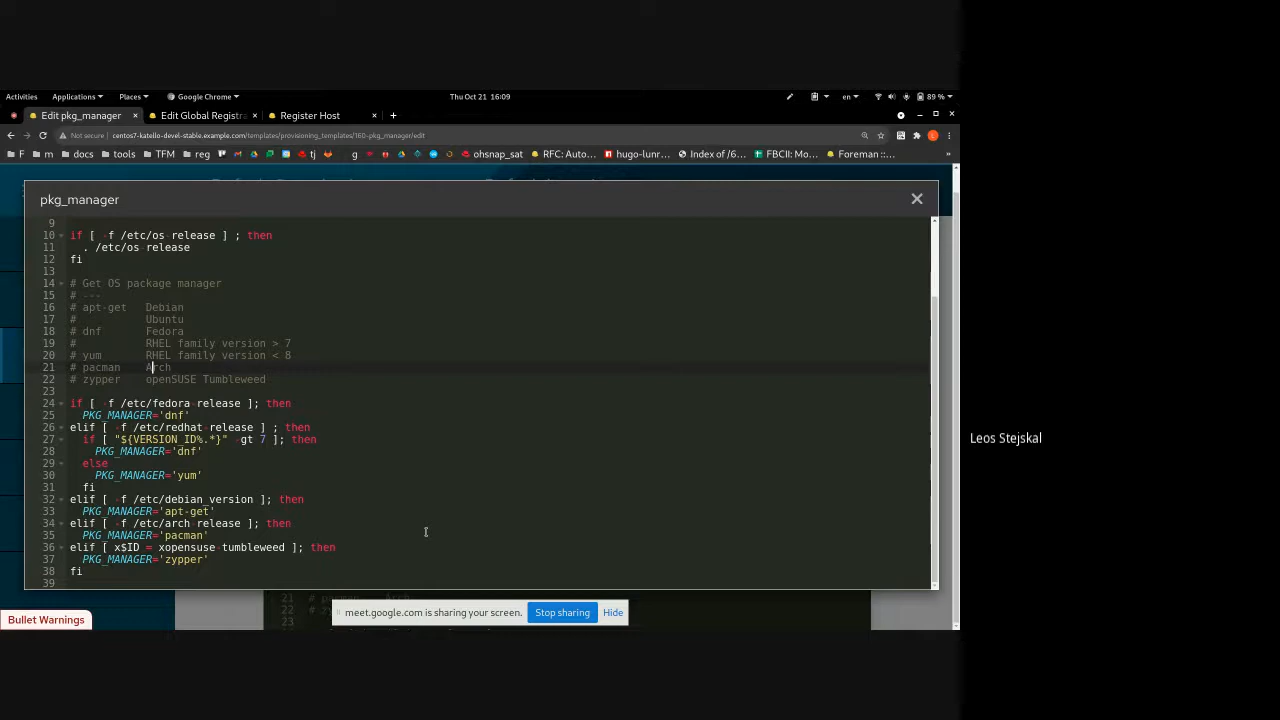 Activities Applications Places Google Chrome Thu Oct 21 16:09 en 89 %
Edit pkg_manager Edit Global Registra Register Host
Not secure centos7-katello-devel-stable.example.com/templates/provisioning_templates/160-pkg_manager/edit
F m docs tools TFM reg tj g ohsnap_sat RFC: Auto... hugo-lunr... Index of /6... FBCII: Mo... Foreman ::... »
pkg_manager
9
10 if [ -f /etc/os-release ] ; then
11 . /etc/os-release
12 fi
13
14 # Get OS package manager
15 # ---
16 # apt-get Debian
17 # Ubuntu
18 # dnf Fedora
19 # RHEL family version > 7
20 # yum RHEL family version < 8
21 # pacman Arch
22 # zypper openSUSE Tumbleweed
23
24 if [ -f /etc/fedora-release ]; then
25 PKG_MANAGER='dnf'
26 elif [ -f /etc/redhat-release ] ; then
27 if [ "${VERSION_ID%.*}" -gt 7 ]; then
28 PKG_MANAGER='dnf'
29 else
30 PKG_MANAGER='yum'
31 fi
32 elif [ -f /etc/debian_version ]; then
33 PKG_MANAGER='apt-get'
34 elif [ -f /etc/arch-release ]; then
35 PKG_MANAGER='pacman'
36 elif [ x$ID = xopensuse-tumbleweed ]; then
37 PKG_MANAGER='zypper'
38 fi
39
21 # pacman Arch
22
23
meet.google.com is sharing your screen. Stop sharing Hide
Bullet Warnings
Leos Stejskal